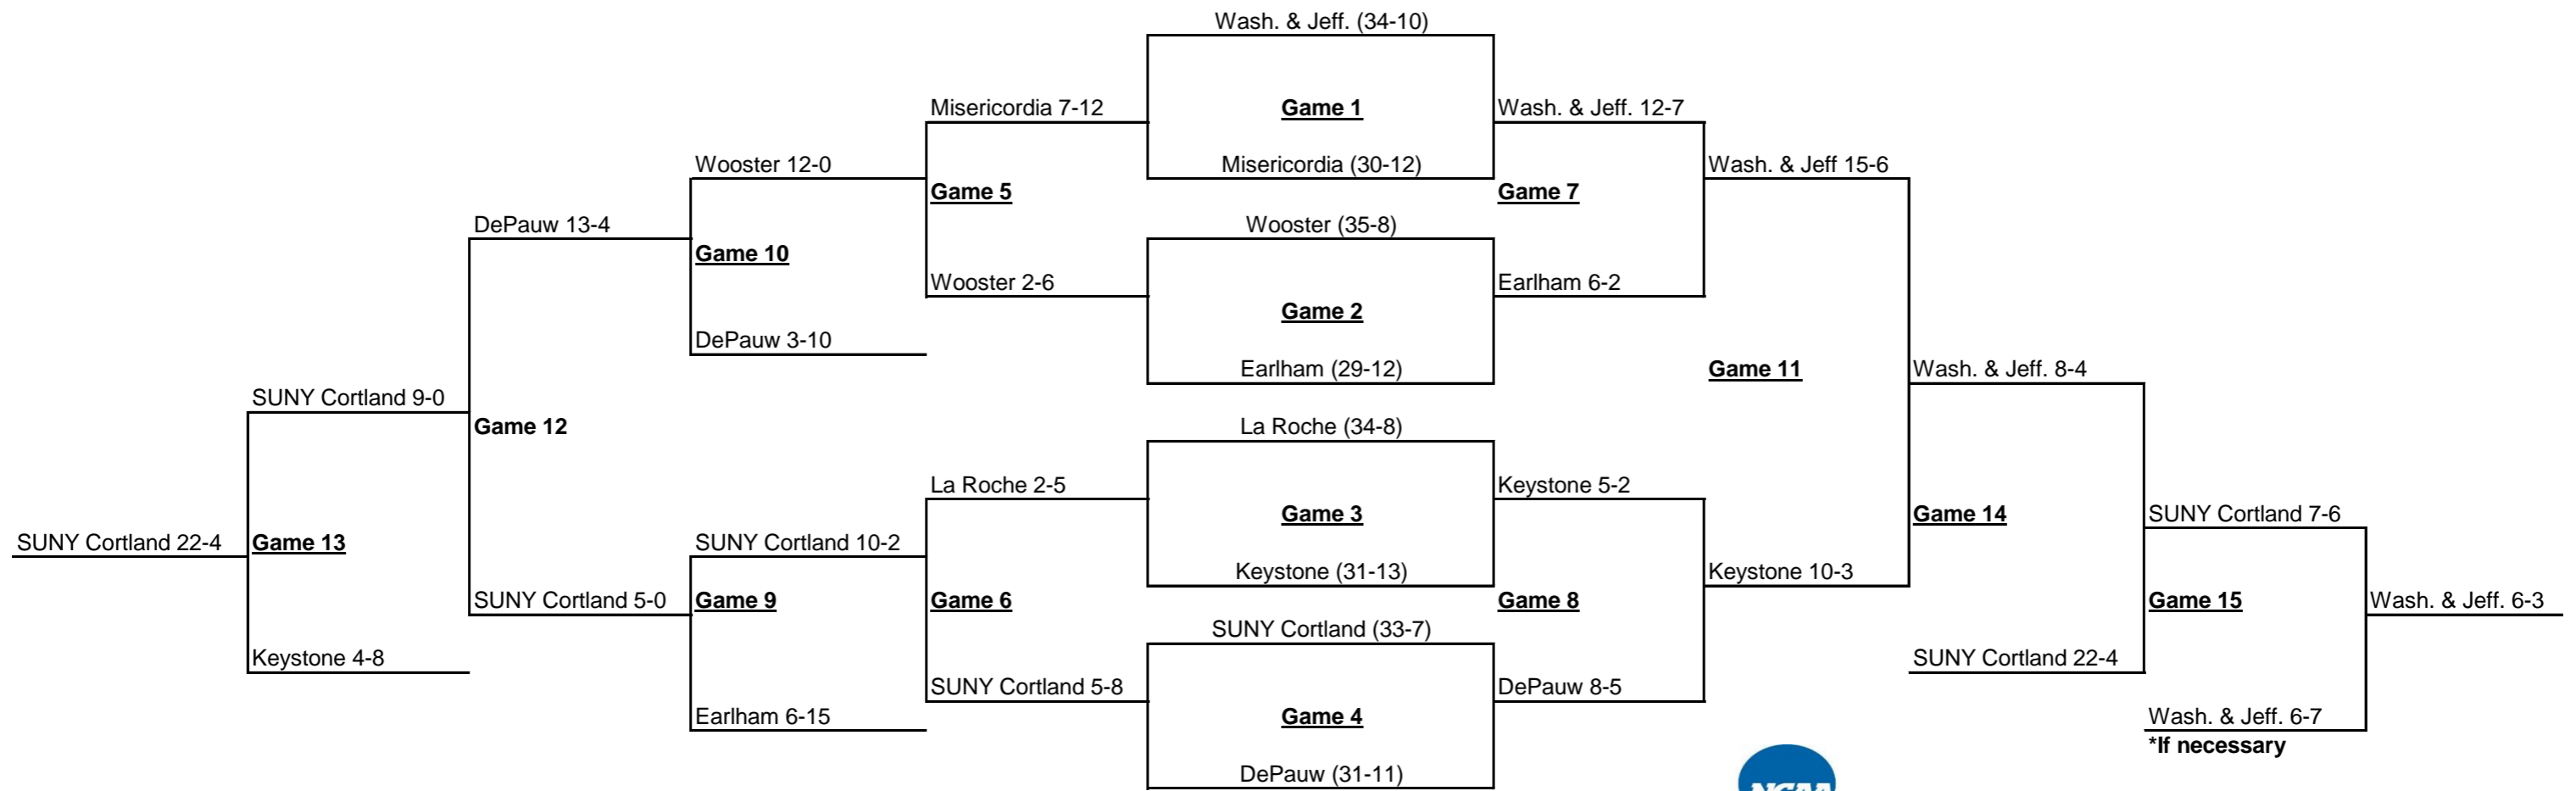 Wash. & Jeff. (34-10)
Misericordia 7-12
Game 1
Wash. & Jeff. 12-7
Wooster 12-0
Misericordia (30-12)
Wash. & Jeff 15-6
Game 5
Game 7
DePauw 13-4
Wooster (35-8)
Game 10
Wooster 2-6
Earlham 6-2
Game 2
DePauw 3-10
Earlham (29-12)
Game 11
Wash. & Jeff. 8-4
SUNY Cortland 9-0
Game 12
La Roche (34-8)
La Roche 2-5
Keystone 5-2
Game 3
Game 14
SUNY Cortland 7-6
SUNY Cortland 22-4
Game 13
SUNY Cortland 10-2
Keystone (31-13)
Keystone 10-3
SUNY Cortland 5-0
Game 9
Game 6
Game 8
Game 15
Wash. & Jeff. 6-3
SUNY Cortland (33-7)
Keystone 4-8
SUNY Cortland 22-4
SUNY Cortland 5-8
DePauw 8-5
Earlham 6-15
Game 4
Wash. & Jeff. 6-7
*If necessary
DePauw (31-11)
NCAA